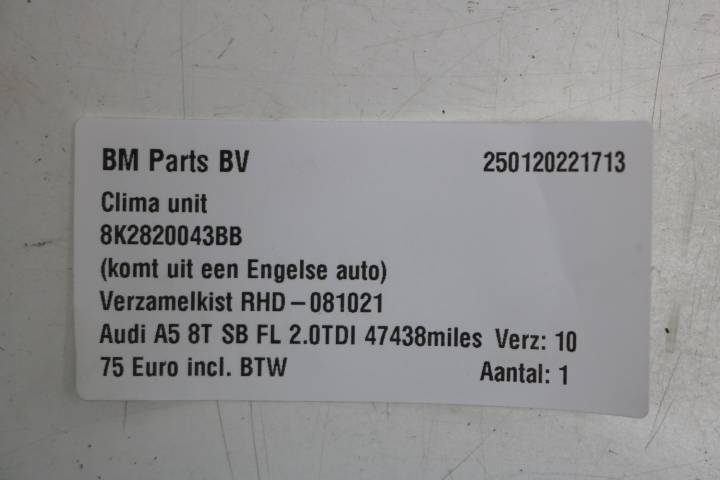 BM Parts BV 250120221713
Clima unit
8K2820043BB
(komt uit een Engelse auto)
Verzamelkist RHD-081021
Audi A5 8T SB FL 2.0TDI 47438miles Verz: 10
75 Euro incl. BTW Aantal: 1